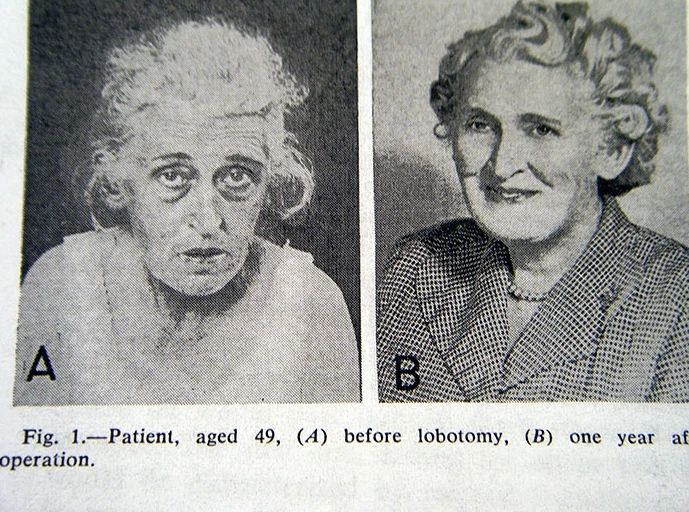 A B
Fig. 1.—Patient, aged 49, (A) before lobotomy, (B) one year af
operation.